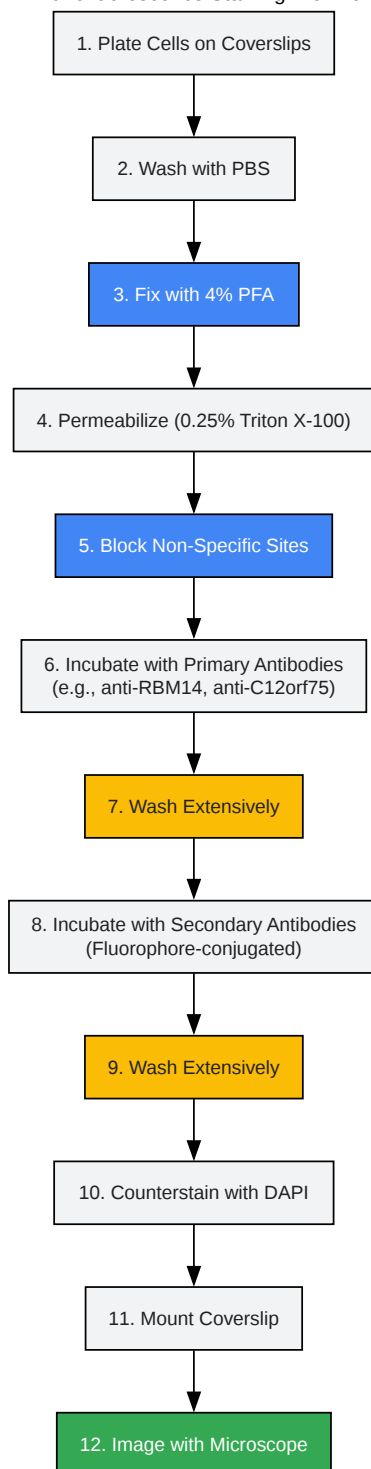 1. Plate Cells on Coverslips
2. Wash with PBS
3. Fix with 4% PFA
4. Permeabilize (0.25% Triton X-100)
5. Block Non-Specific Sites
6. Incubate with Primary Antibodies
(e.g., anti-RBM14, anti-C12orf75)
7. Wash Extensively
8. Incubate with Secondary Antibodies
(Fluorophore-conjugated)
9. Wash Extensively
10. Counterstain with DAPI
11. Mount Coverslip
12. Image with Microscope